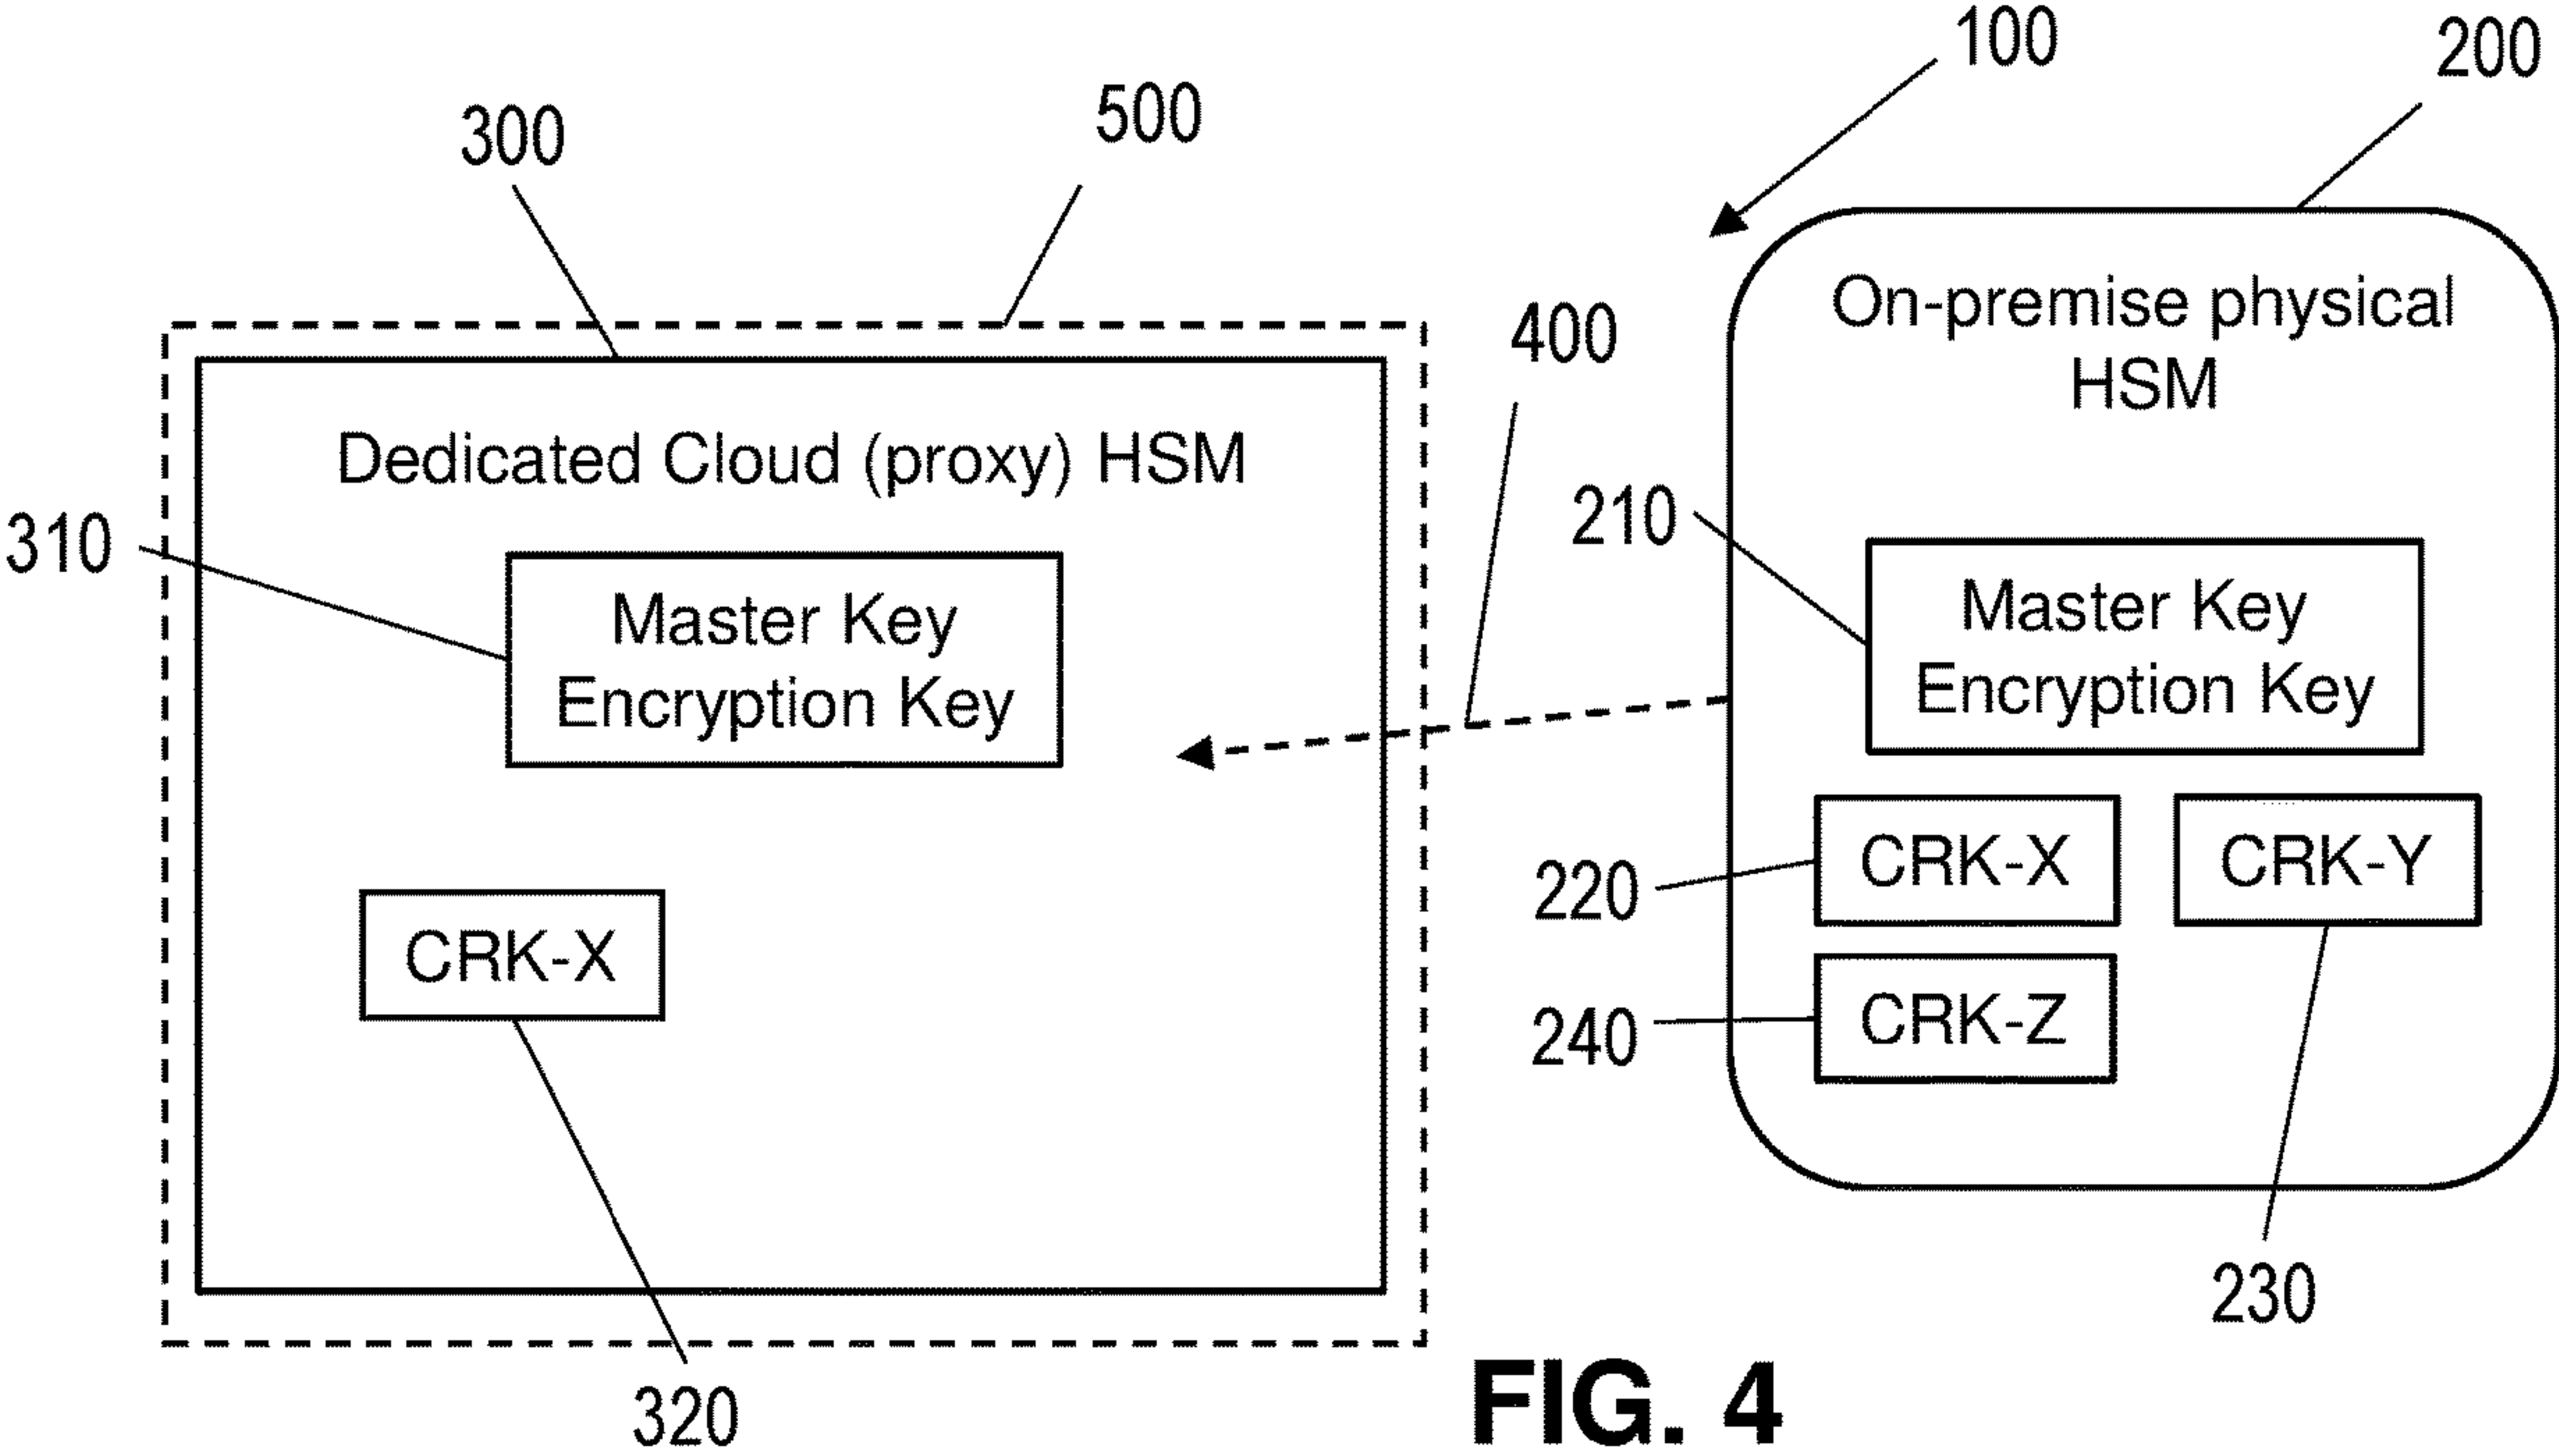 100
200
300
500
400
On-premise physical
HSM
Dedicated Cloud (proxy) HSM
310
210
Master Key
Encryption Key
Master Key
Encryption Key
220
CRK-X
CRK-Y
CRK-X
240
CRK-Z
230
320
FIG. 4